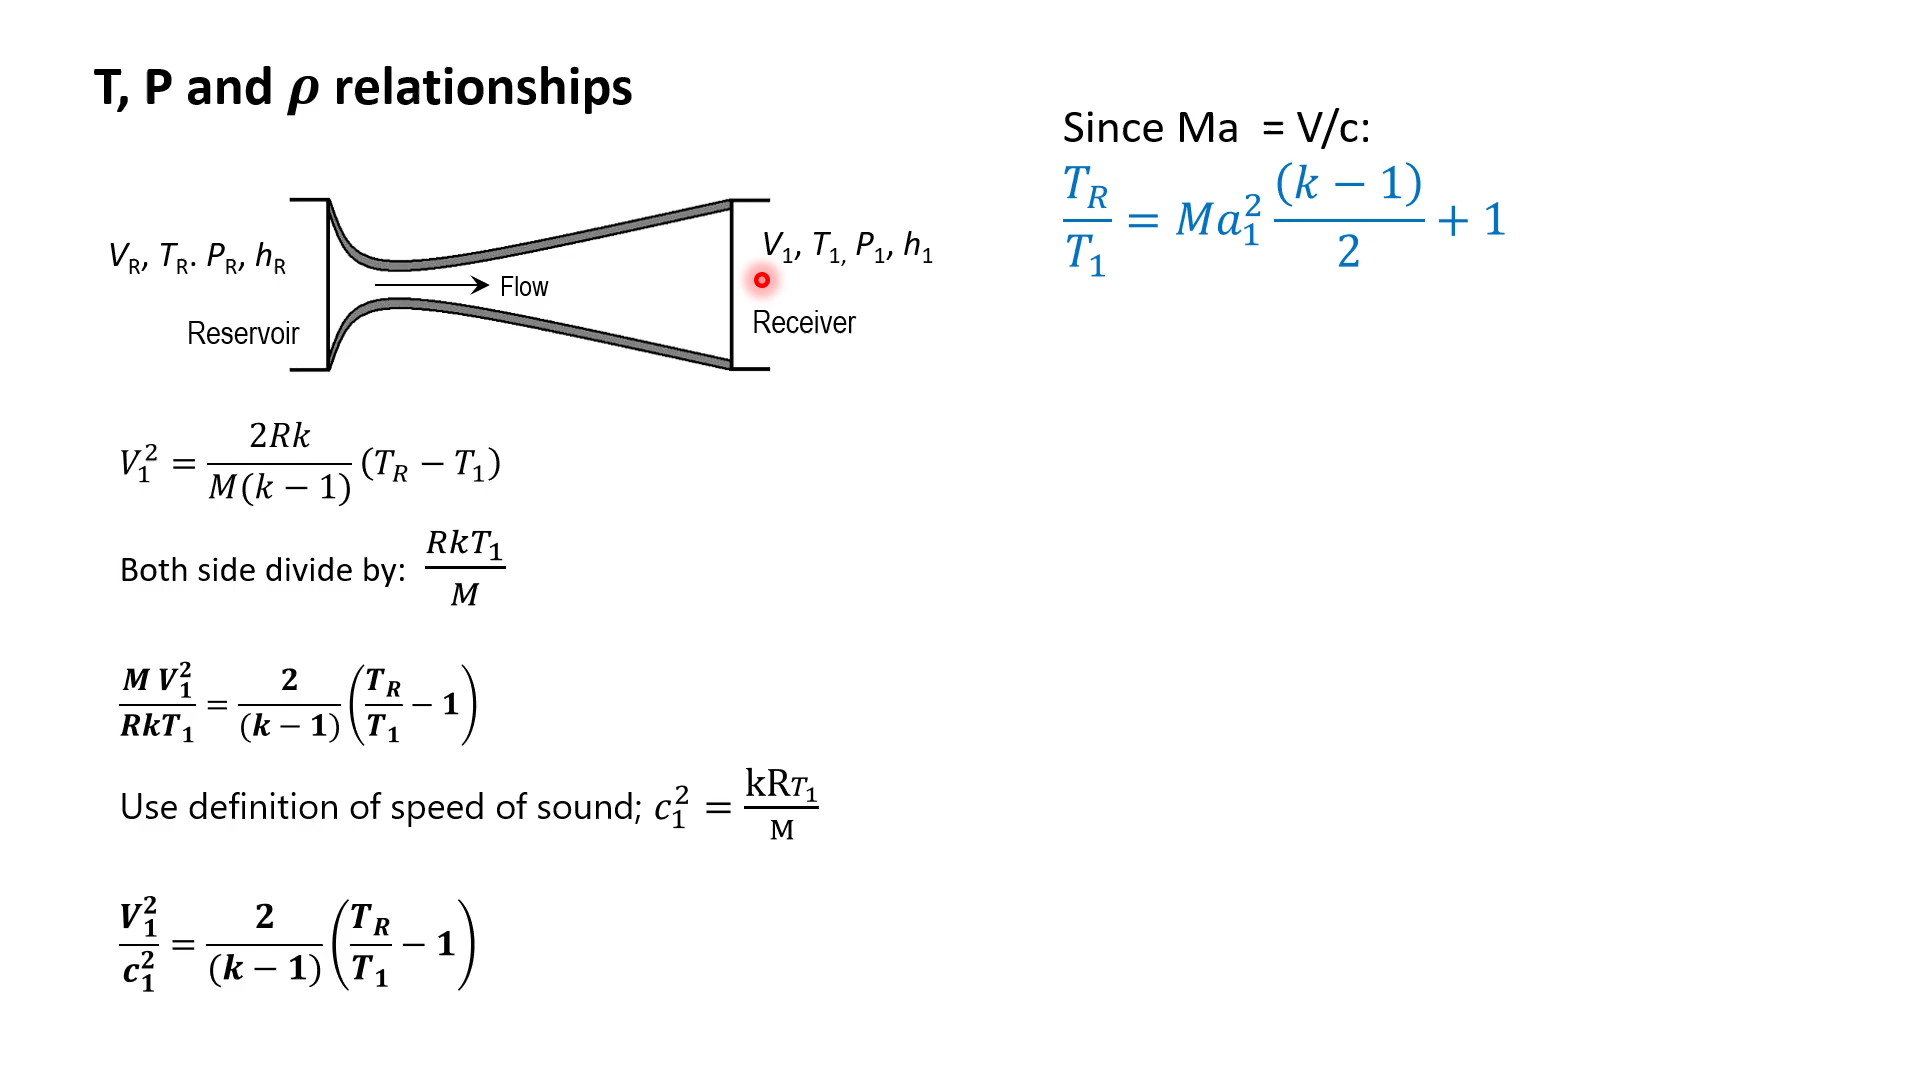 T, P and ρ relationships
V_R, T_R. P_R, h_R
Reservoir
Flow
V_1, T_1, P_1, h_1
Receiver
V_1^2 = 2Rk / M(k − 1) (T_R − T_1)
Both side divide by: RkT_1 / M
M V_1^2 / RkT_1 = 2 / (k − 1) (T_R / T_1 − 1)
Use definition of speed of sound; c_1^2 = kRT_1 / M
V_1^2 / c_1^2 = 2 / (k − 1) (T_R / T_1 − 1)
Since Ma = V/c:
T_R / T_1 = Ma_1^2 (k − 1) / 2 + 1